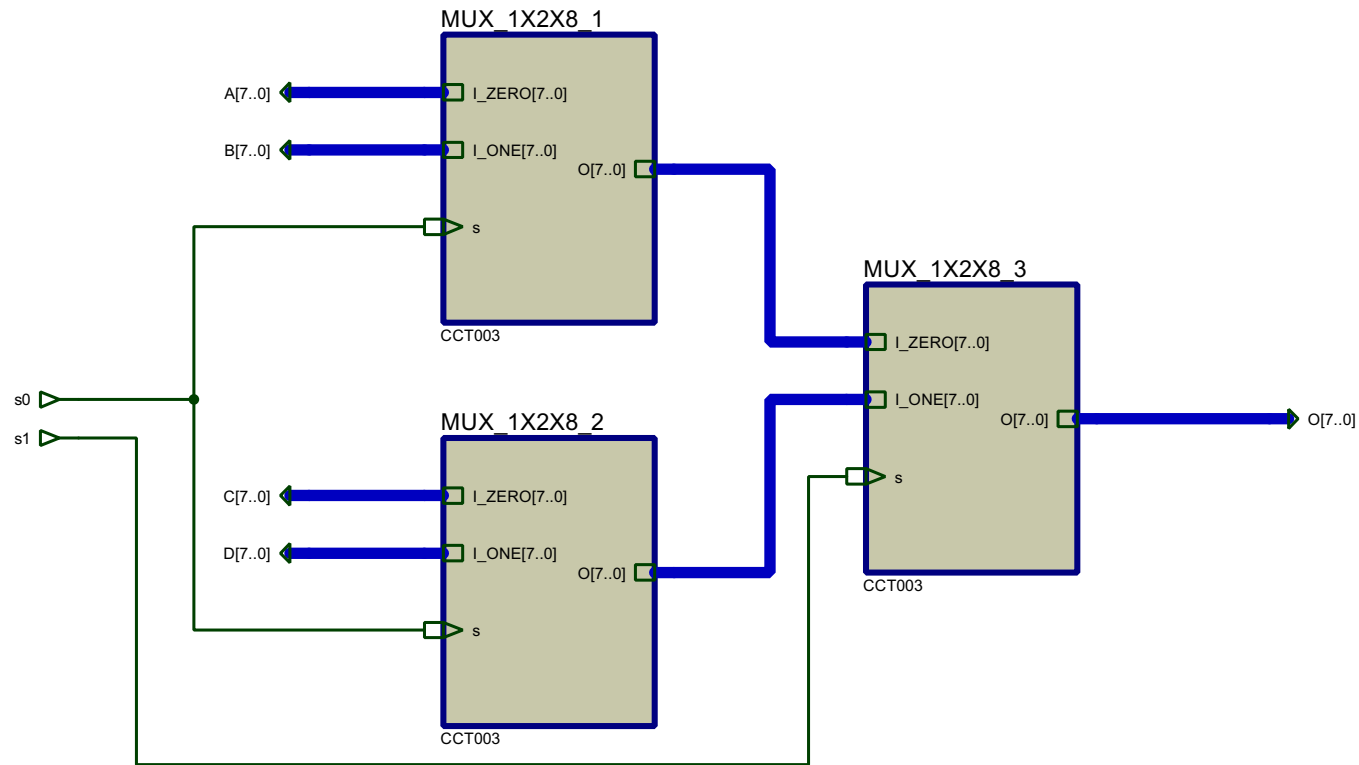 MUX_1X2X8_1
A[7..0]
I_ZERO[7..0]
B[7..0]
I_ONE[7..0]
O[7..0]
s
CCT003
MUX_1X2X8_3
I_ZERO[7..0]
I_ONE[7..0]
O[7..0]
O[7..0]
s
CCT003
s0
s1
MUX_1X2X8_2
C[7..0]
I_ZERO[7..0]
D[7..0]
I_ONE[7..0]
O[7..0]
s
CCT003